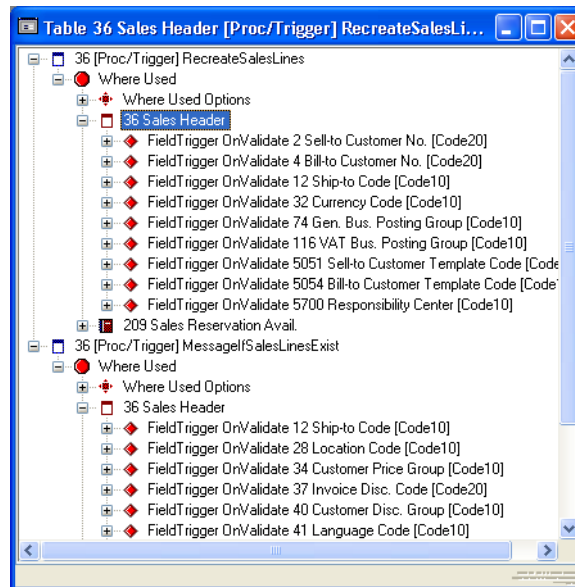 Table 36 Sales Header [Proc/Trigger] RecreateSalesLi...
36 [Proc/Trigger] RecreateSalesLines
Where Used
Where Used Options
36 Sales Header
FieldTrigger OnValidate 2 Sell-to Customer No. [Code20]
FieldTrigger OnValidate 4 Bill-to Customer No. [Code20]
FieldTrigger OnValidate 12 Ship-to Code [Code10]
FieldTrigger OnValidate 32 Currency Code [Code10]
FieldTrigger OnValidate 74 Gen. Bus. Posting Group [Code10]
FieldTrigger OnValidate 116 VAT Bus. Posting Group [Code10]
FieldTrigger OnValidate 5051 Sell-to Customer Template Code [Code
FieldTrigger OnValidate 5054 Bill-to Customer Template Code [Code
FieldTrigger OnValidate 5700 Responsibility Center [Code10]
209 Sales Reservation Avail.
36 [Proc/Trigger] MessageIfSalesLinesExist
Where Used
Where Used Options
36 Sales Header
FieldTrigger OnValidate 12 Ship-to Code [Code10]
FieldTrigger OnValidate 28 Location Code [Code10]
FieldTrigger OnValidate 34 Customer Price Group [Code10]
FieldTrigger OnValidate 37 Invoice Disc. Code [Code20]
FieldTrigger OnValidate 40 Customer Disc. Group [Code10]
FieldTrigger OnValidate 41 Language Code [Code10]